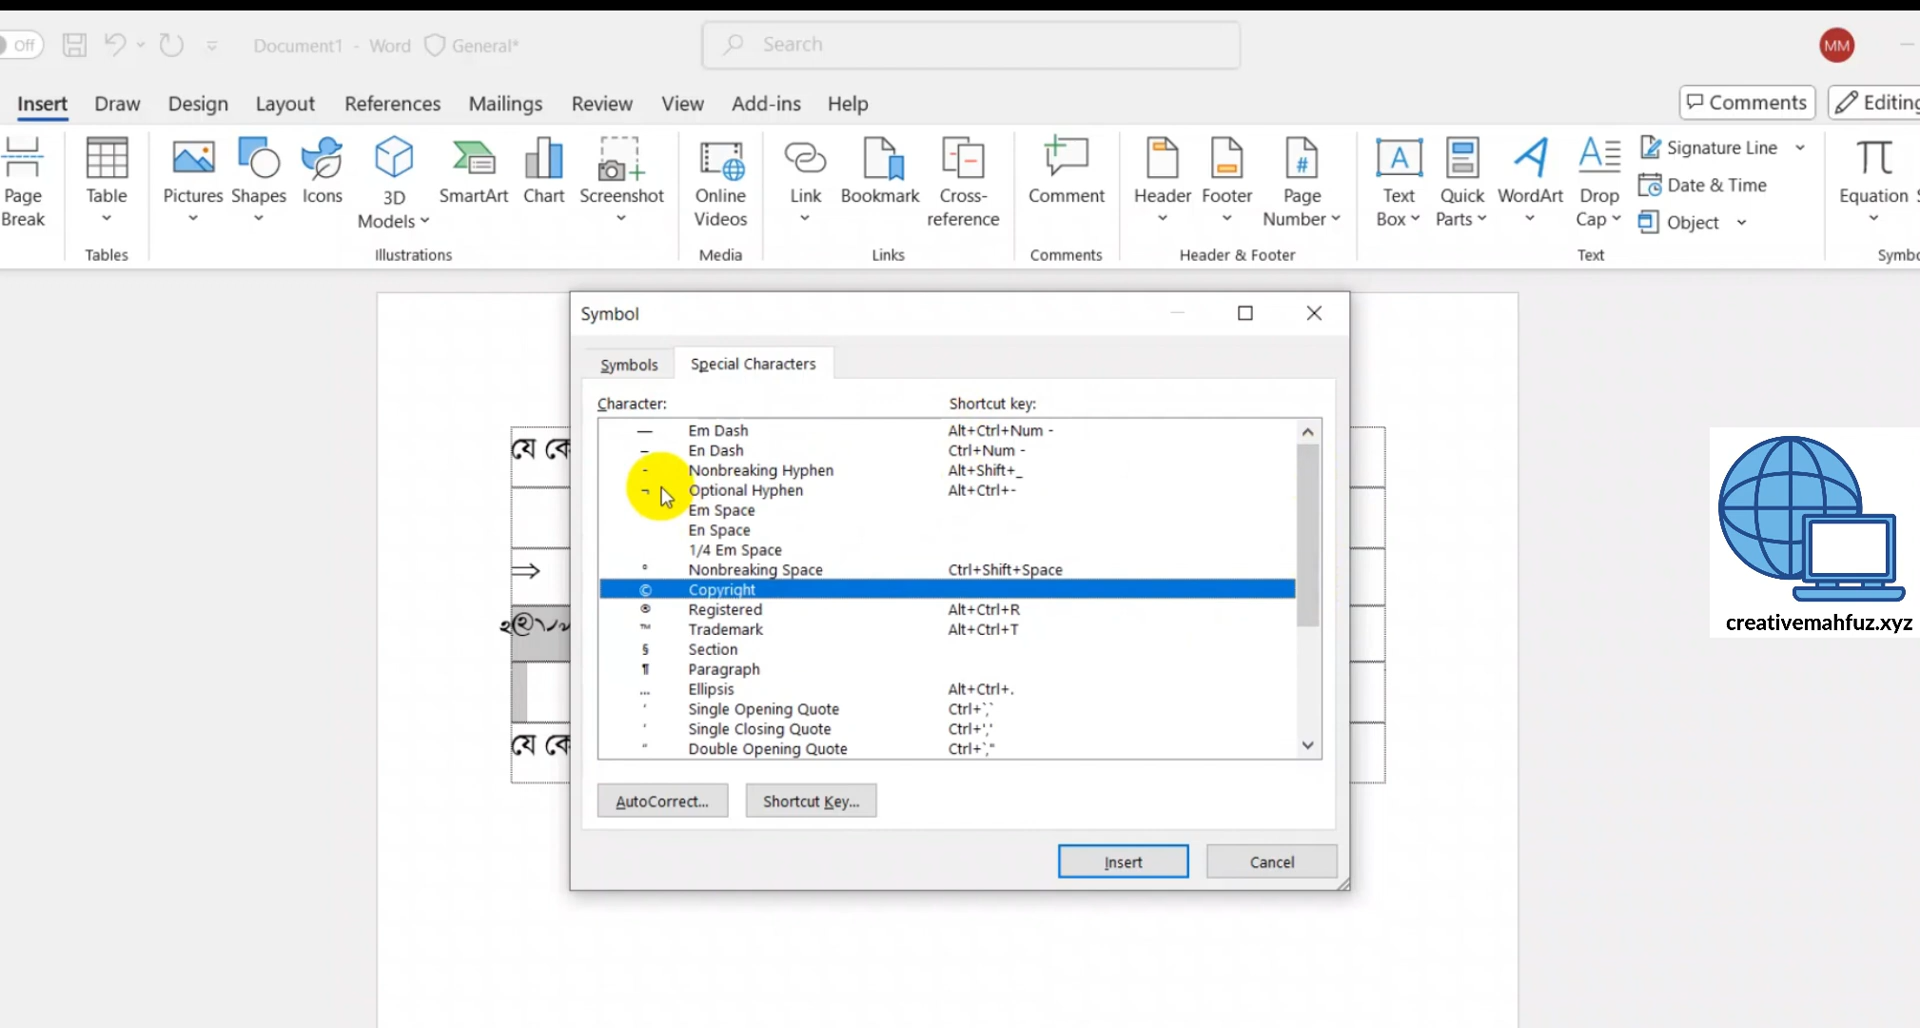 Off Document1 - Word General* Search MM
Insert Draw Design Layout References Mailings Review View Add-ins Help Comments Editing
Page Break
Table
Pictures
Shapes
Icons
3D Models
SmartArt
Chart
Screenshot
Online Videos
Link
Bookmark
Cross-reference
Comment
Header
Footer
Page Number
Text Box
Quick Parts
WordArt
Drop Cap
Signature Line
Date & Time
Object
Equation
Tables Illustrations Media Links Comments Header & Footer Text
Symbol
Symbols Special Characters
Character: Shortcut key:
— Em Dash Alt+Ctrl+Num -
– En Dash Ctrl+Num -
- Nonbreaking Hyphen Alt+Shift+_
¬ Optional Hyphen Alt+Ctrl+-
Em Space
En Space
1/4 Em Space
° Nonbreaking Space Ctrl+Shift+Space
© Copyright
® Registered Alt+Ctrl+R
™ Trademark Alt+Ctrl+T
§ Section
¶ Paragraph
… Ellipsis Alt+Ctrl+.
‘ Single Opening Quote Ctrl+`,`
’ Single Closing Quote Ctrl+','
“ Double Opening Quote Ctrl+`,"
AutoCorrect... Shortcut Key...
Insert Cancel
যে কে
⇒
যে কে
creativemahfuz.xyz